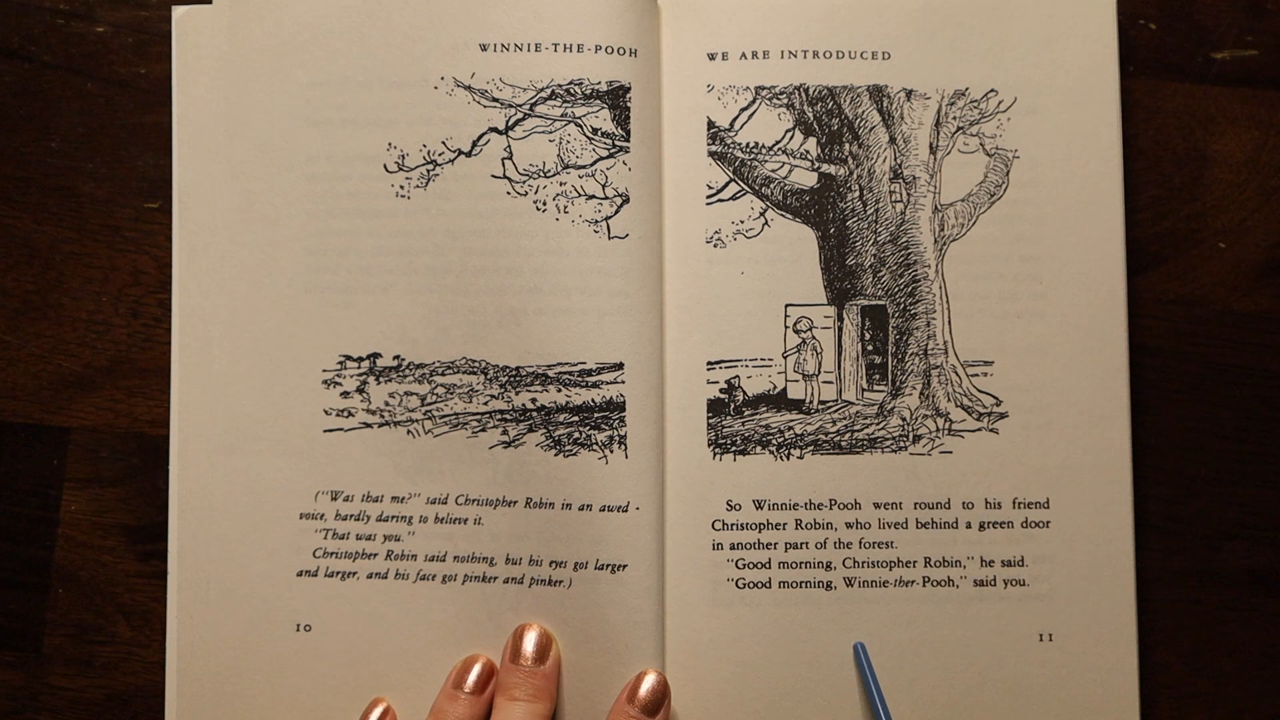 WINNIE-THE-POOH
("Was that me?" said Christopher Robin in an awed
voice, hardly daring to believe it.
"That was you."
Christopher Robin said nothing, but his eyes got larger
and larger, and his face got pinker and pinker.)
10
WE ARE INTRODUCED
So Winnie-the-Pooh went round to his friend
Christopher Robin, who lived behind a green door
in another part of the forest.
"Good morning, Christopher Robin," he said.
"Good morning, Winnie-ther-Pooh," said you.
11